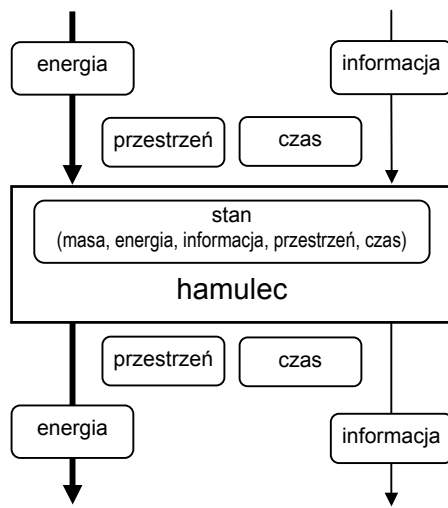 energia
informacja
przestrzeń
czas
stan
(masa, energia, informacja, przestrzeń, czas)
hamulec
przestrzeń
czas
energia
informacja